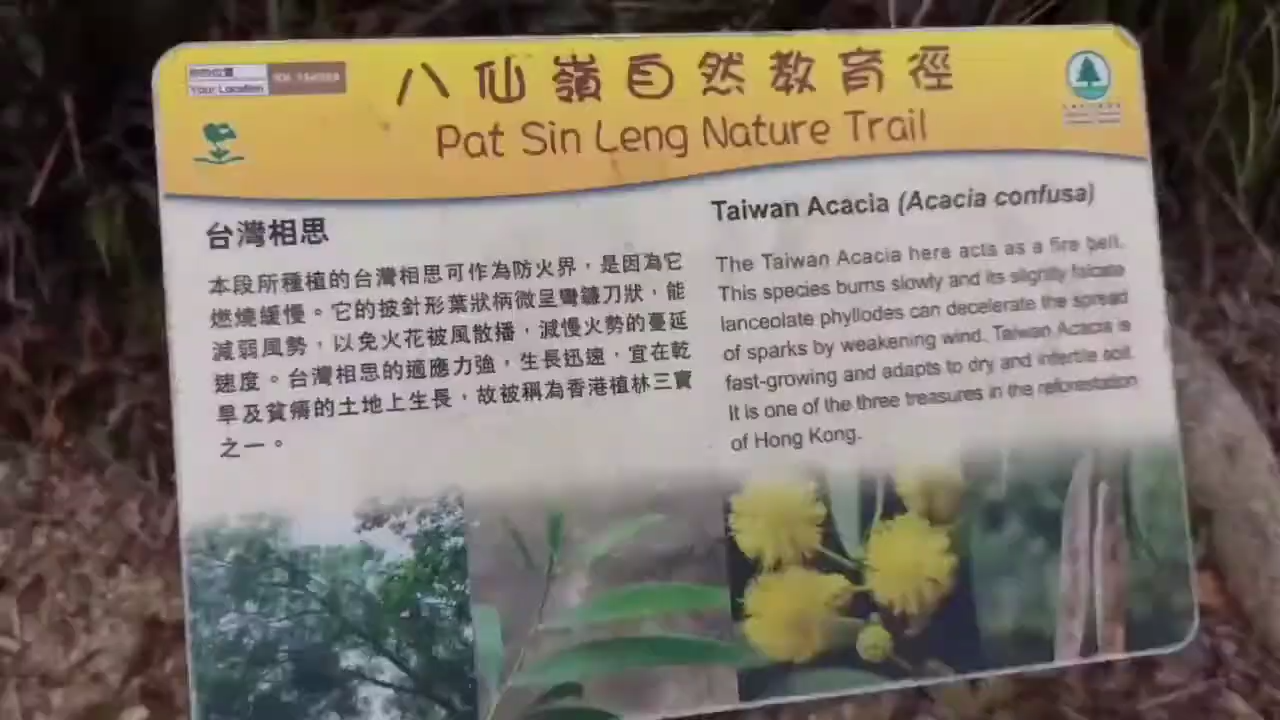 Your Location
八仙嶺自然教育徑
Pat Sin Leng Nature Trail
台灣相思
本段所種植的台灣相思可作為防火界，是因為它
燃燒緩慢。它的披針形葉狀柄微呈彎鐮刀狀，能
減弱風勢，以免火花被風散播，減慢火勢的蔓延
速度。台灣相思的適應力強，生長迅速，宜在乾
旱及貧瘠的土地上生長，故被稱為香港植林三寶
之一。
Taiwan Acacia (Acacia confusa)
The Taiwan Acacia here acts as a fire belt.
This species burns slowly and its slightly falcate
lanceolate phyllodes can decelerate the spread
of sparks by weakening wind. Taiwan Acacia is
fast-growing and adapts to dry and infertile soil.
It is one of the three treasures in the reforestation
of Hong Kong.